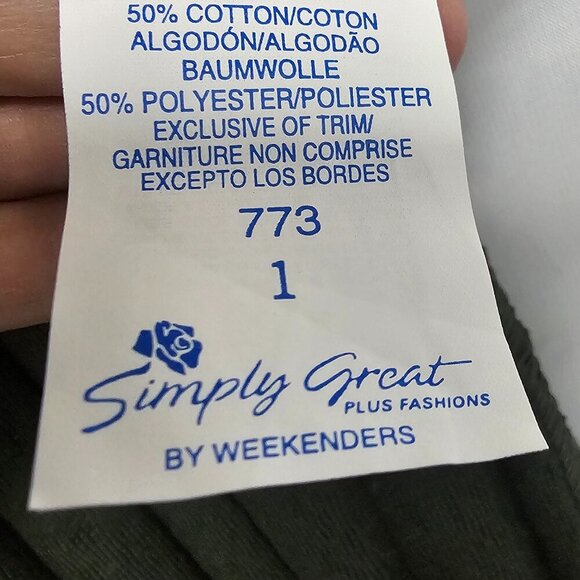 50% COTTON/COTON
ALGODÓN/ALGODÃO
BAUMWOLLE
50% POLYESTER/POLIESTER
EXCLUSIVE OF TRIM/
GARNITURE NON COMPRISE
EXCEPTO LOS BORDES
773
1
Simply Great
PLUS FASHIONS
BY WEEKENDERS